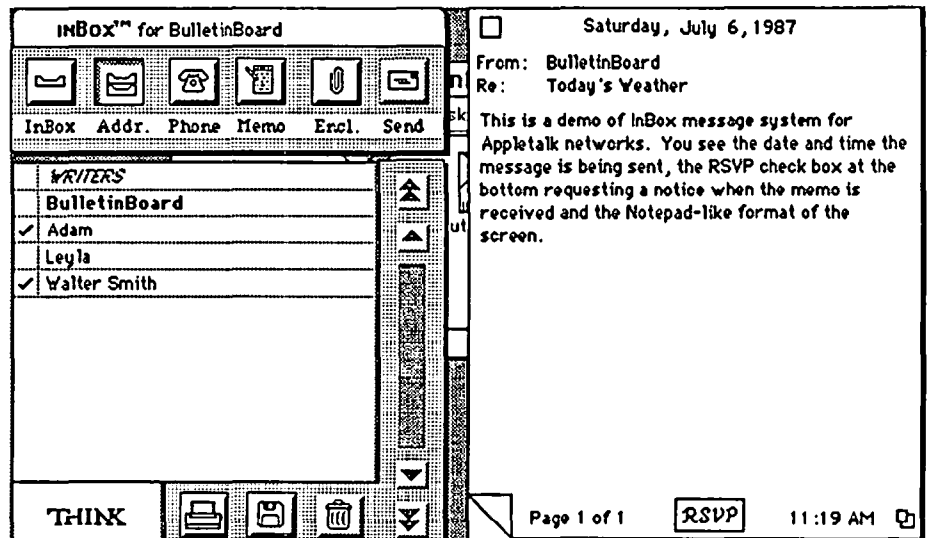 INBOX™ for BulletinBoard
InBox Addr. Phone Memo Encl. Send
WRITERS
BulletinBoard
✓ Adam
Leyla
✓ Walter Smith
THINK
Saturday, July 6, 1987
From: BulletinBoard
Re: Today's Weather
This is a demo of InBox message system for
Appletalk networks. You see the date and time the
message is being sent, the RSVP check box at the
bottom requesting a notice when the memo is
received and the Notepad-like format of the
screen.
Page 1 of 1 RSVP 11:19 AM